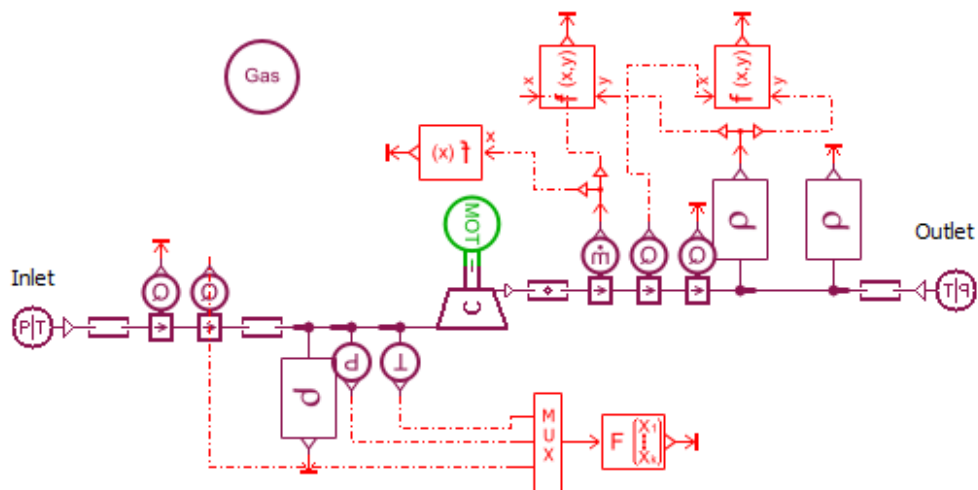 Gas
x
f (x,y)
y
x
f (x,y)
y
f (x)
x
MOT
ρ
ρ
Outlet
Inlet
Q
Q
ṁ
Q
Q
P|T
C
P|T
ρ
P
T
MUX
F
X1
Xk